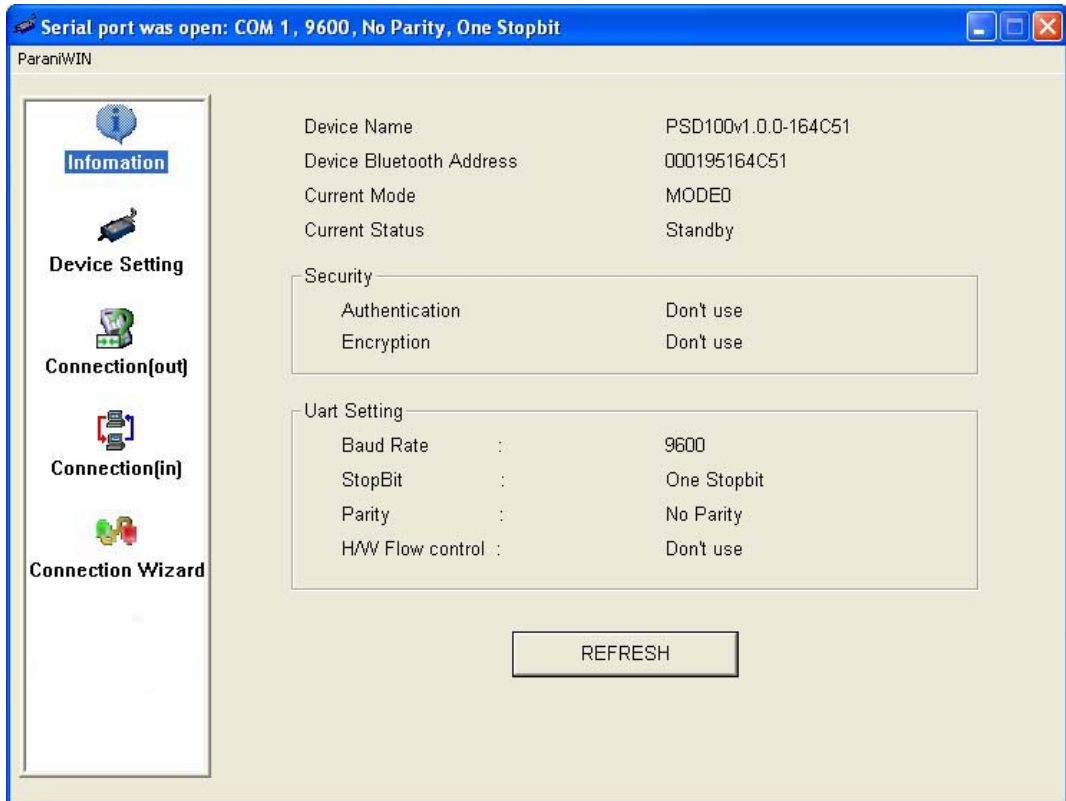 Serial port was open: COM 1, 9600, No Parity, One Stopbit
ParaniWIN
Infomation
Device Setting
Connection(out)
Connection(in)
Connection Wizard
Device Name PSD100v1.0.0-164C51
Device Bluetooth Address 000195164C51
Current Mode MODE0
Current Status Standby
Security
Authentication Don't use
Encryption Don't use
Uart Setting
Baud Rate : 9600
StopBit : One Stopbit
Parity : No Parity
H/W Flow control : Don't use
REFRESH